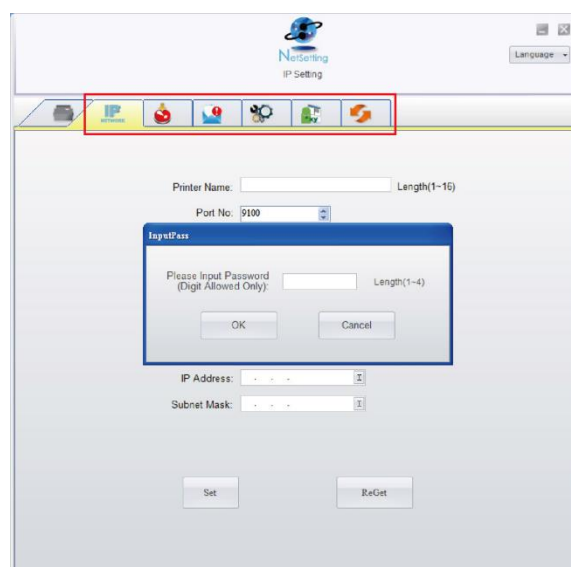 NetSetting
IP Setting
Language
IP
NETWORK
Printer Name: Length(1~16)
Port No: 9100
InputPass
Please Input Password
(Digit Allowed Only): Length(1~4)
OK Cancel
IP Address: . . .
Subnet Mask: . . .
Set ReGet